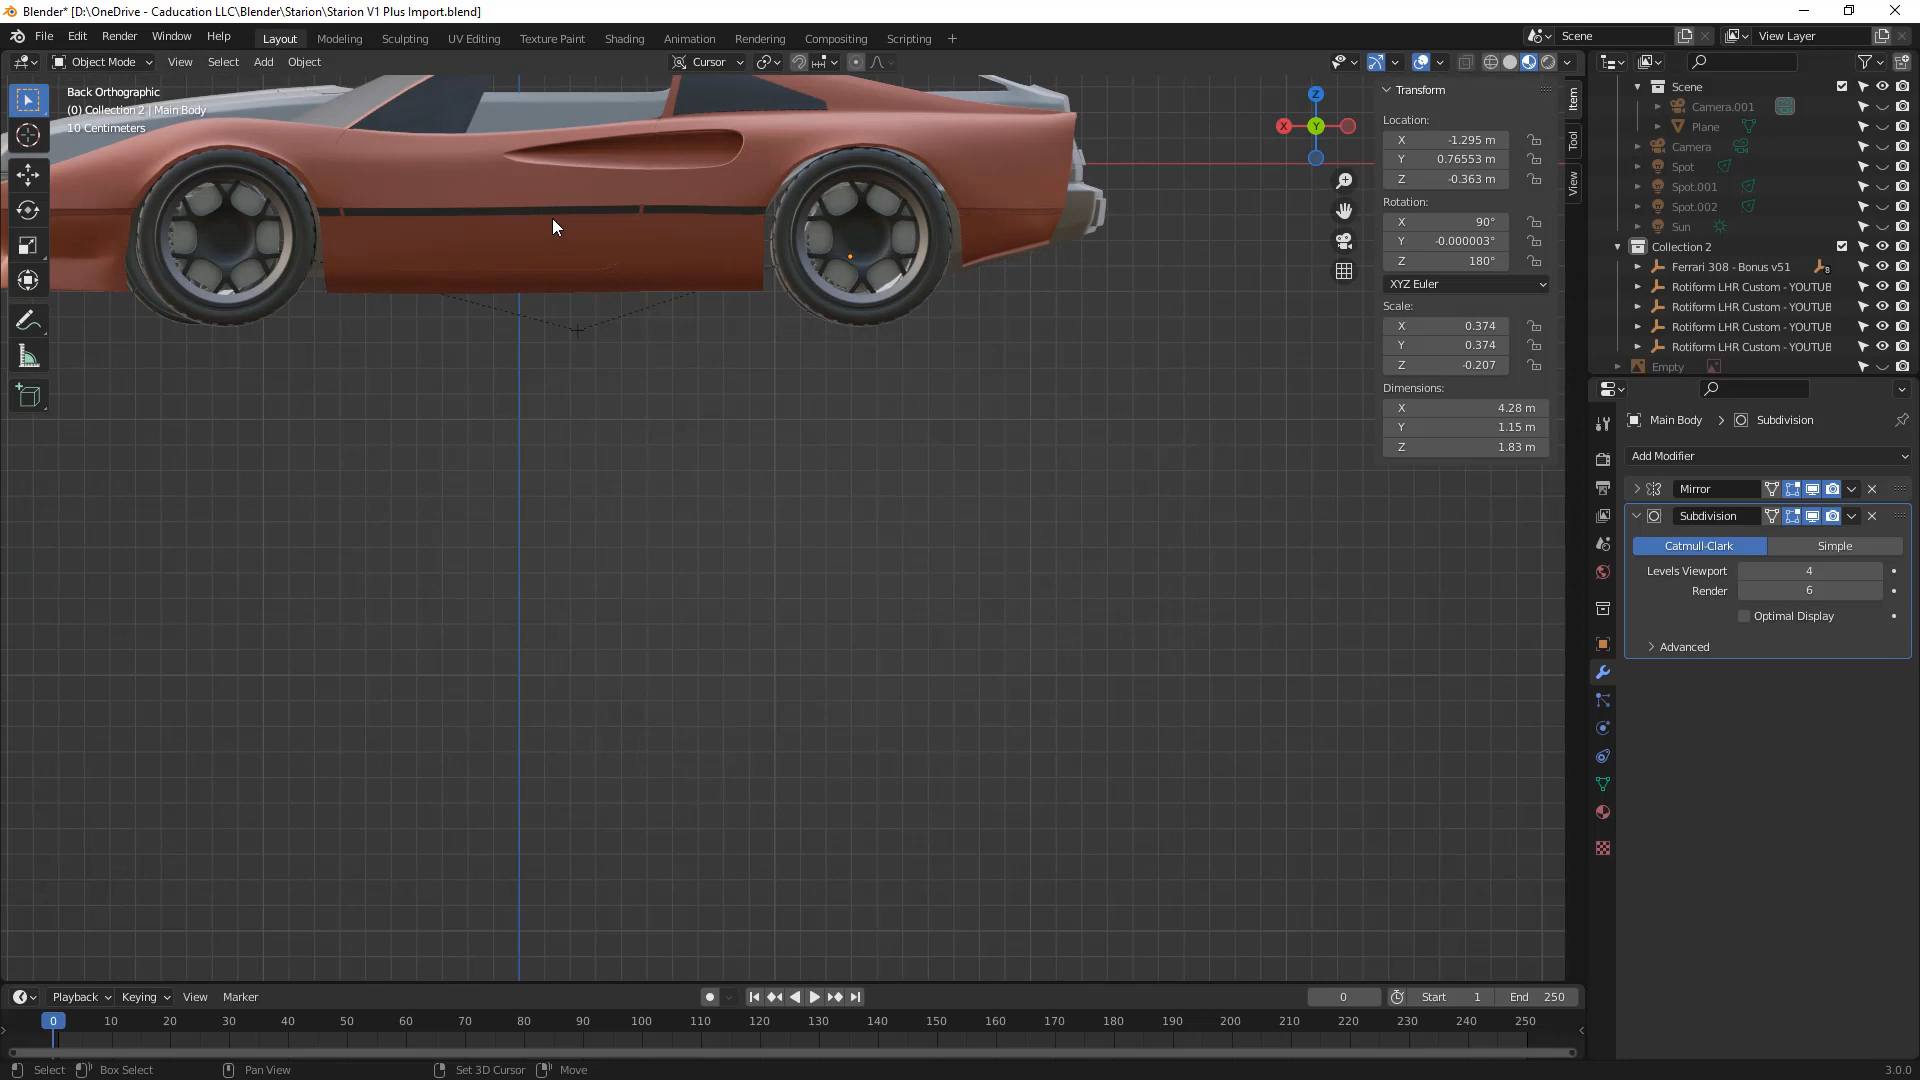 Blender* [D:\OneDrive - Caducation LLC\Blender\Starion\Starion V1 Plus Import.blend]
File Edit Render Window Help Layout Modeling Sculpting UV Editing Texture Paint Shading Animation Rendering Compositing Scripting + Scene View Layer
Object Mode View Select Add Object Cursor
Back Orthographic
(0) Collection 2 | Main Body
10 Centimeters
Z
X
Y
Item
Tool
View
Transform
Location:
X -1.295 m
Y 0.76553 m
Z -0.363 m
Rotation:
X 90°
Y -0.000003°
Z 180°
XYZ Euler
Scale:
X 0.374
Y 0.374
Z -0.207
Dimensions:
X 4.28 m
Y 1.15 m
Z 1.83 m
Scene
Camera.001
Plane
Camera
Spot
Spot.001
Spot.002
Sun
Collection 2
Ferrari 308 - Bonus v51 8
Rotiform LHR Custom - YOUTUB
Rotiform LHR Custom - YOUTUB
Rotiform LHR Custom - YOUTUB
Rotiform LHR Custom - YOUTUB
Empty
Main Body > Subdivision
Add Modifier
Mirror
Subdivision
Catmull-Clark Simple
Levels Viewport 4
Render 6
Optimal Display
Advanced
Playback Keying View Marker 0 Start 1 End 250
0 10 20 30 40 50 60 70 80 90 100 110 120 130 140 150 160 170 180 190 200 210 220 230 240 250
Select Box Select Pan View Set 3D Cursor Move 3.0.0